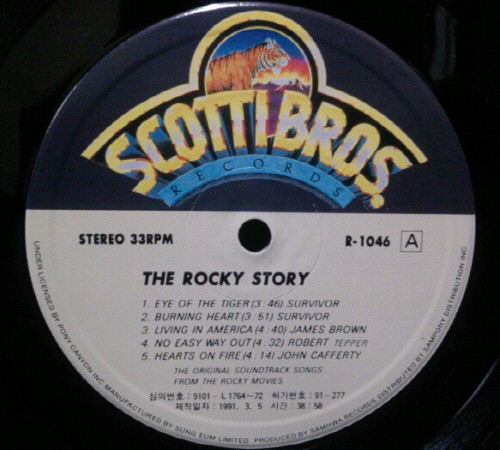 SCOTTI BROS.
RECORDS
STEREO 33RPM
R-1046 A
THE ROCKY STORY
1. EYE OF THE TIGER (3:46) SURVIVOR
2. BURNING HEART (3:51) SURVIVOR
3. LIVING IN AMERICA (4:40) JAMES BROWN
4. NO EASY WAY OUT (4:32) ROBERT TEPPER
5. HEARTS ON FIRE (4:14) JOHN CAFFERTY
THE ORIGINAL SOUNDTRACK SONGS
FROM THE ROCKY MOVIES
심의번호: 9101-L1764~72 허가번호: 91-277
제작일자: 1991. 3. 5 시간: 38:58
UNDER LICENSED BY PONY CANYON INC. MANUFACTURED BY SUNG EUM LIMITED. PRODUCED BY SAMHWA RECORDS, DISTRIBUTED BY SAMPONY DISTRIBUTION INC